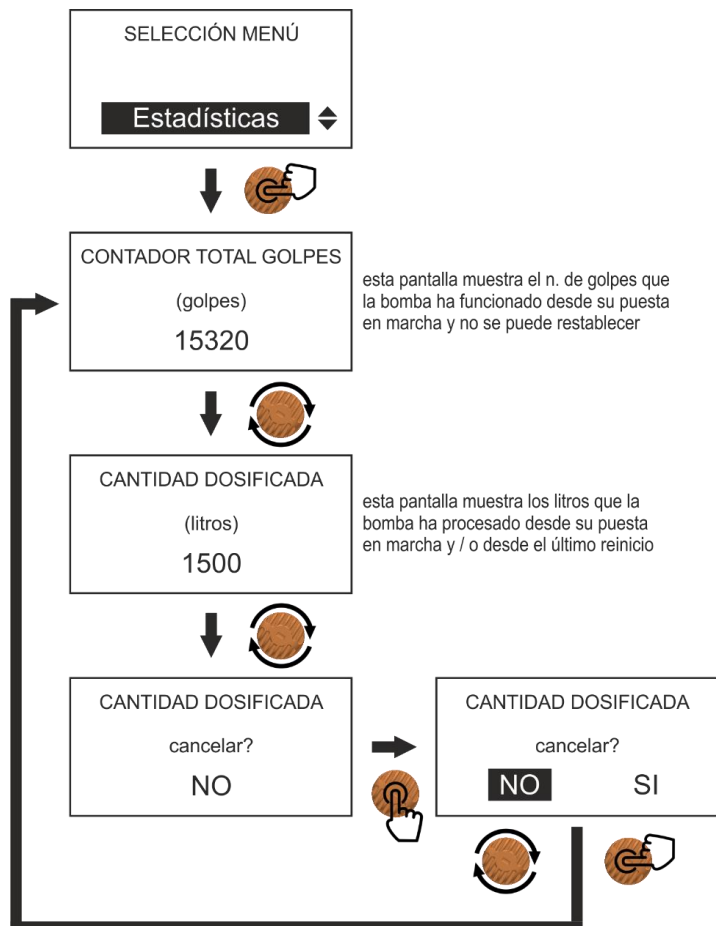 SELECCIÓN MENÚ
Estadísticas
CONTADOR TOTAL GOLPES
(golpes)
15320
esta pantalla muestra el n. de golpes que
la bomba ha funcionado desde su puesta
en marcha y no se puede restablecer
CANTIDAD DOSIFICADA
(litros)
1500
esta pantalla muestra los litros que la
bomba ha procesado desde su puesta
en marcha y / o desde el último reinicio
CANTIDAD DOSIFICADA
cancelar?
NO
CANTIDAD DOSIFICADA
cancelar?
NO SI